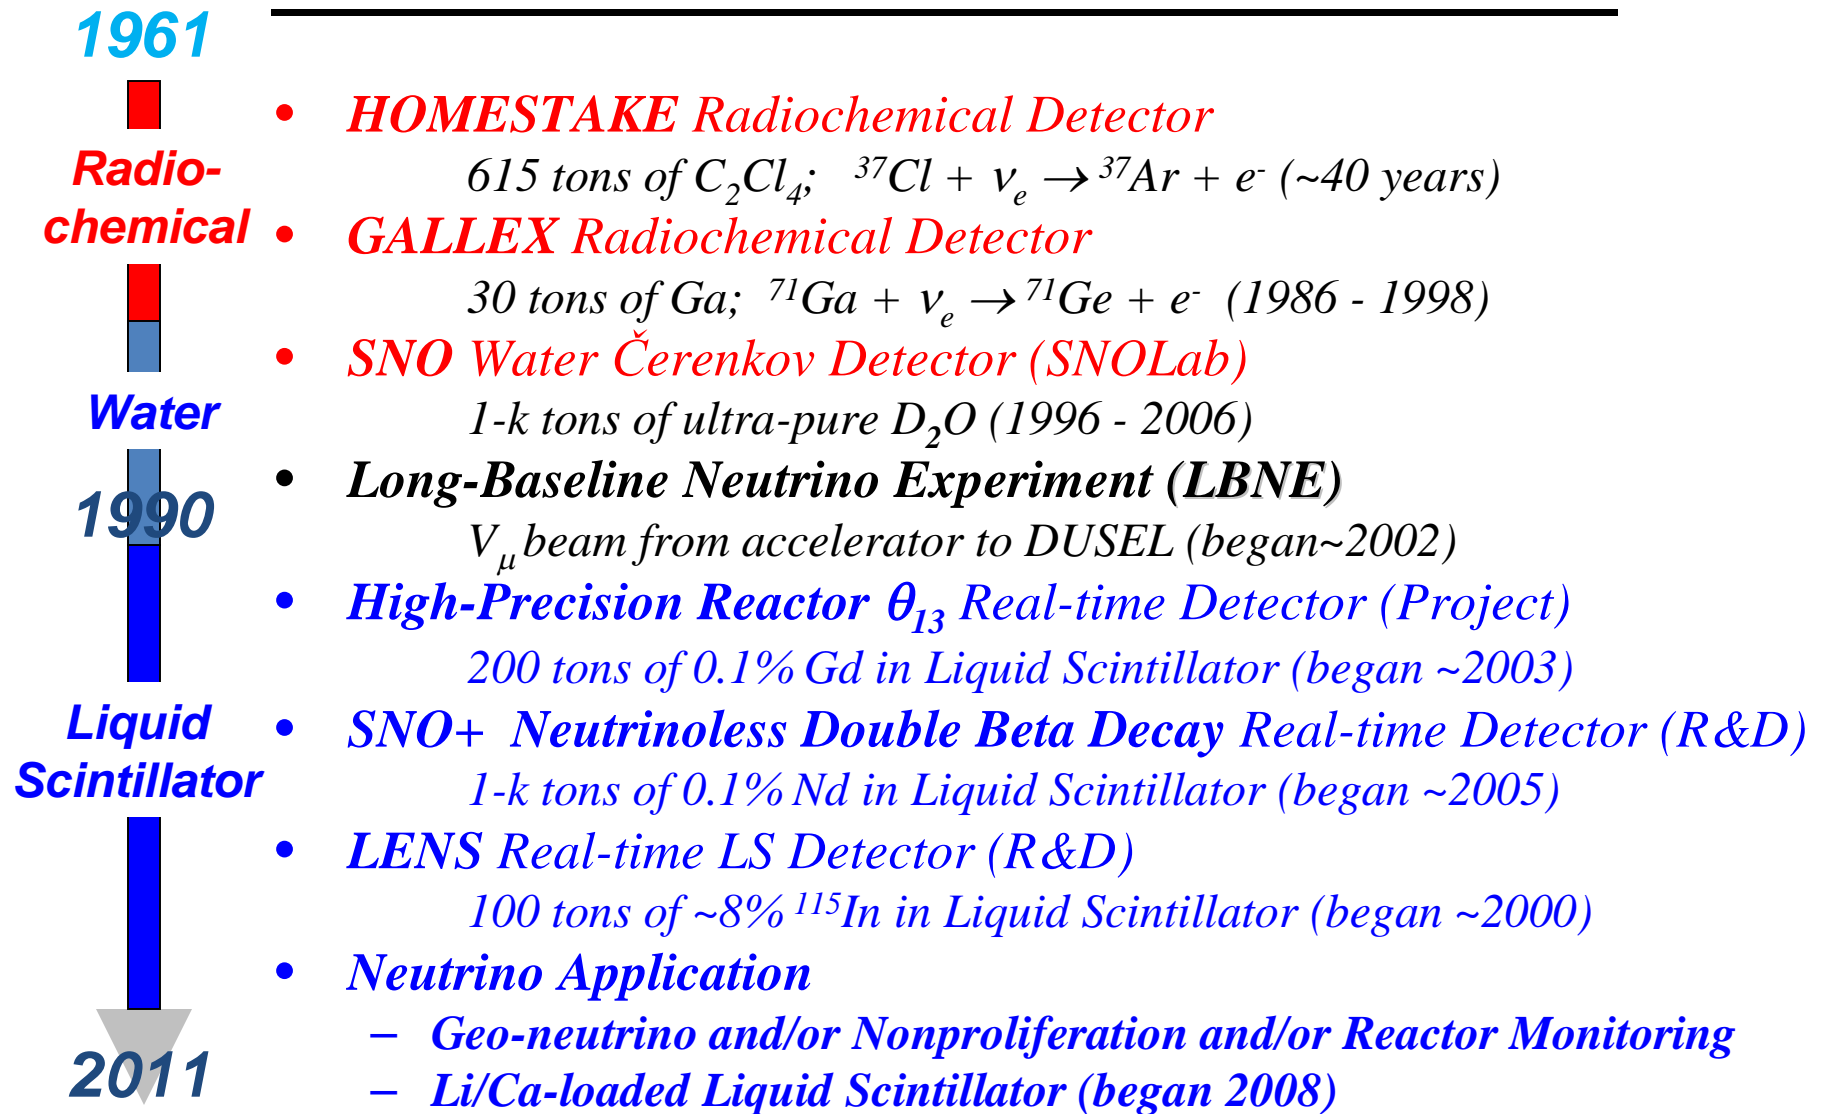 1961
• HOMESTAKE Radiochemical Detector
615 tons of C₂Cl₄; ³⁷Cl + νₑ → ³⁷Ar + e⁻ (~40 years)
Radio-
chemical
• GALLEX Radiochemical Detector
30 tons of Ga; ⁷¹Ga + νₑ → ⁷¹Ge + e⁻ (1986 - 1998)
• SNO Water Čerenkov Detector (SNOLab)
1-k tons of ultra-pure D₂O (1996 - 2006)
Water
• Long-Baseline Neutrino Experiment (LBNE)
1990
V_μ beam from accelerator to DUSEL (began~2002)
• High-Precision Reactor θ₁₃ Real-time Detector (Project)
200 tons of 0.1% Gd in Liquid Scintillator (began ~2003)
Liquid
Scintillator
• SNO+ Neutrinoless Double Beta Decay Real-time Detector (R&D)
1-k tons of 0.1% Nd in Liquid Scintillator (began ~2005)
• LENS Real-time LS Detector (R&D)
100 tons of ~8% ¹¹⁵In in Liquid Scintillator (began ~2000)
• Neutrino Application
– Geo-neutrino and/or Nonproliferation and/or Reactor Monitoring
2011
– Li/Ca-loaded Liquid Scintillator (began 2008)